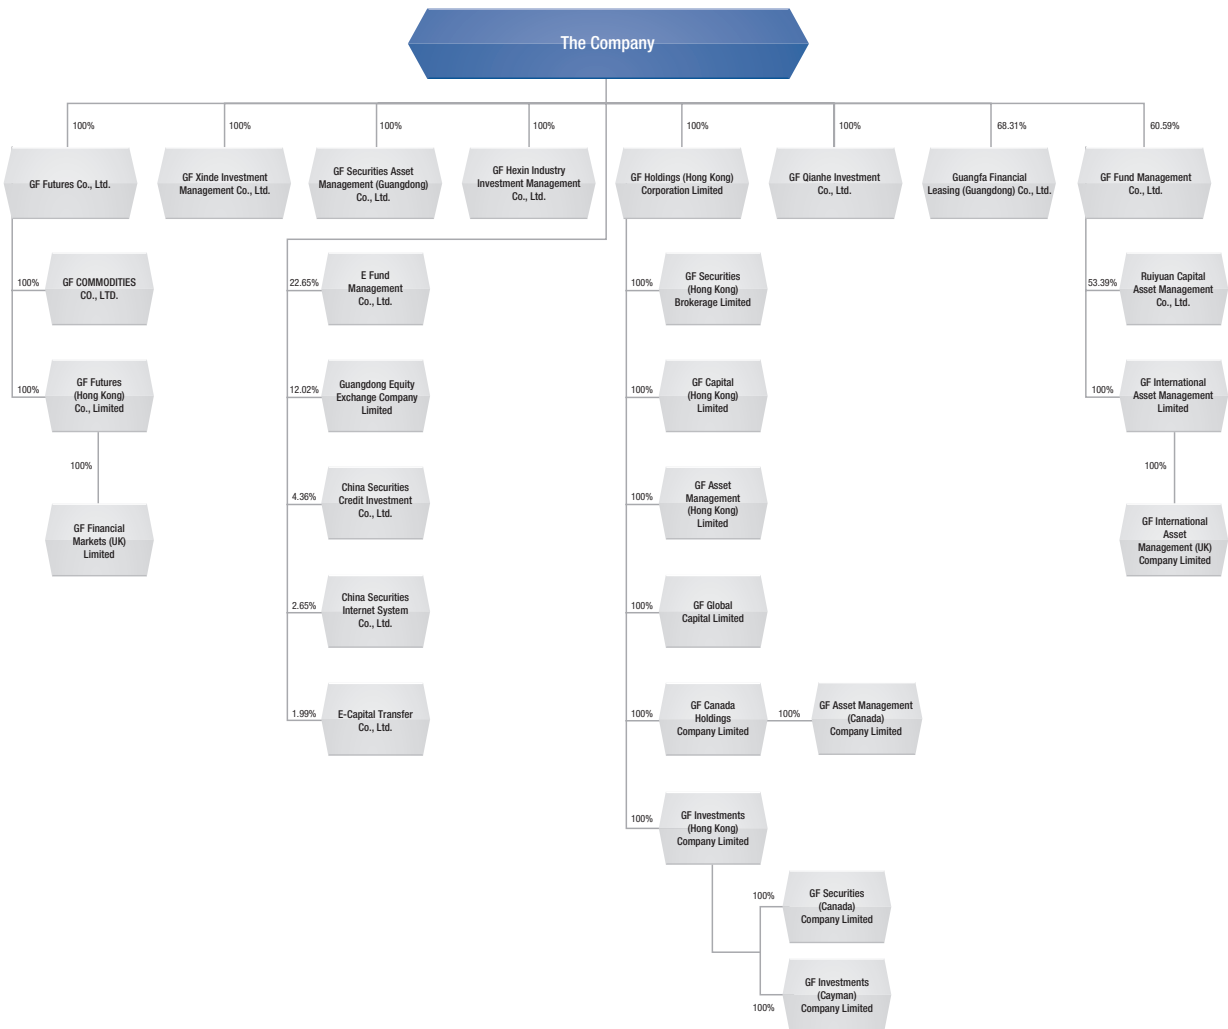 The Company
100%
100%
100%
100%
100%
100%
68.31%
60.59%
GF Futures Co., Ltd.
GF Xinde Investment
Management Co., Ltd.
GF Securities Asset
Management (Guangdong)
Co., Ltd.
GF Hexin Industry
Investment Management
Co., Ltd.
GF Holdings (Hong Kong)
Corporation Limited
GF Qianhe Investment
Co., Ltd.
Guangfa Financial
Leasing (Guangdong) Co., Ltd.
GF Fund Management
Co., Ltd.
100%
GF COMMODITIES
CO., LTD.
100%
GF Futures
(Hong Kong)
Co., Limited
100%
GF Financial
Markets (UK)
Limited
22.65%
E Fund
Management
Co., Ltd.
12.02%
Guangdong Equity
Exchange Company
Limited
4.36%
China Securities
Credit Investment
Co., Ltd.
2.65%
China Securities
Internet System
Co., Ltd.
1.99%
E-Capital Transfer
Co., Ltd.
100%
GF Securities
(Hong Kong)
Brokerage Limited
100%
GF Capital
(Hong Kong)
Limited
100%
GF Asset
Management
(Hong Kong)
Limited
100%
GF Global
Capital Limited
100%
GF Canada
Holdings
Company Limited
100%
GF Asset Management
(Canada)
Company Limited
100%
GF Investments
(Hong Kong)
Company Limited
100%
GF Securities
(Canada)
Company Limited
100%
GF Investments
(Cayman)
Company Limited
53.39%
Ruiyuan Capital
Asset Management
Co., Ltd.
100%
GF International
Asset Management
Limited
100%
GF International
Asset
Management (UK)
Company Limited